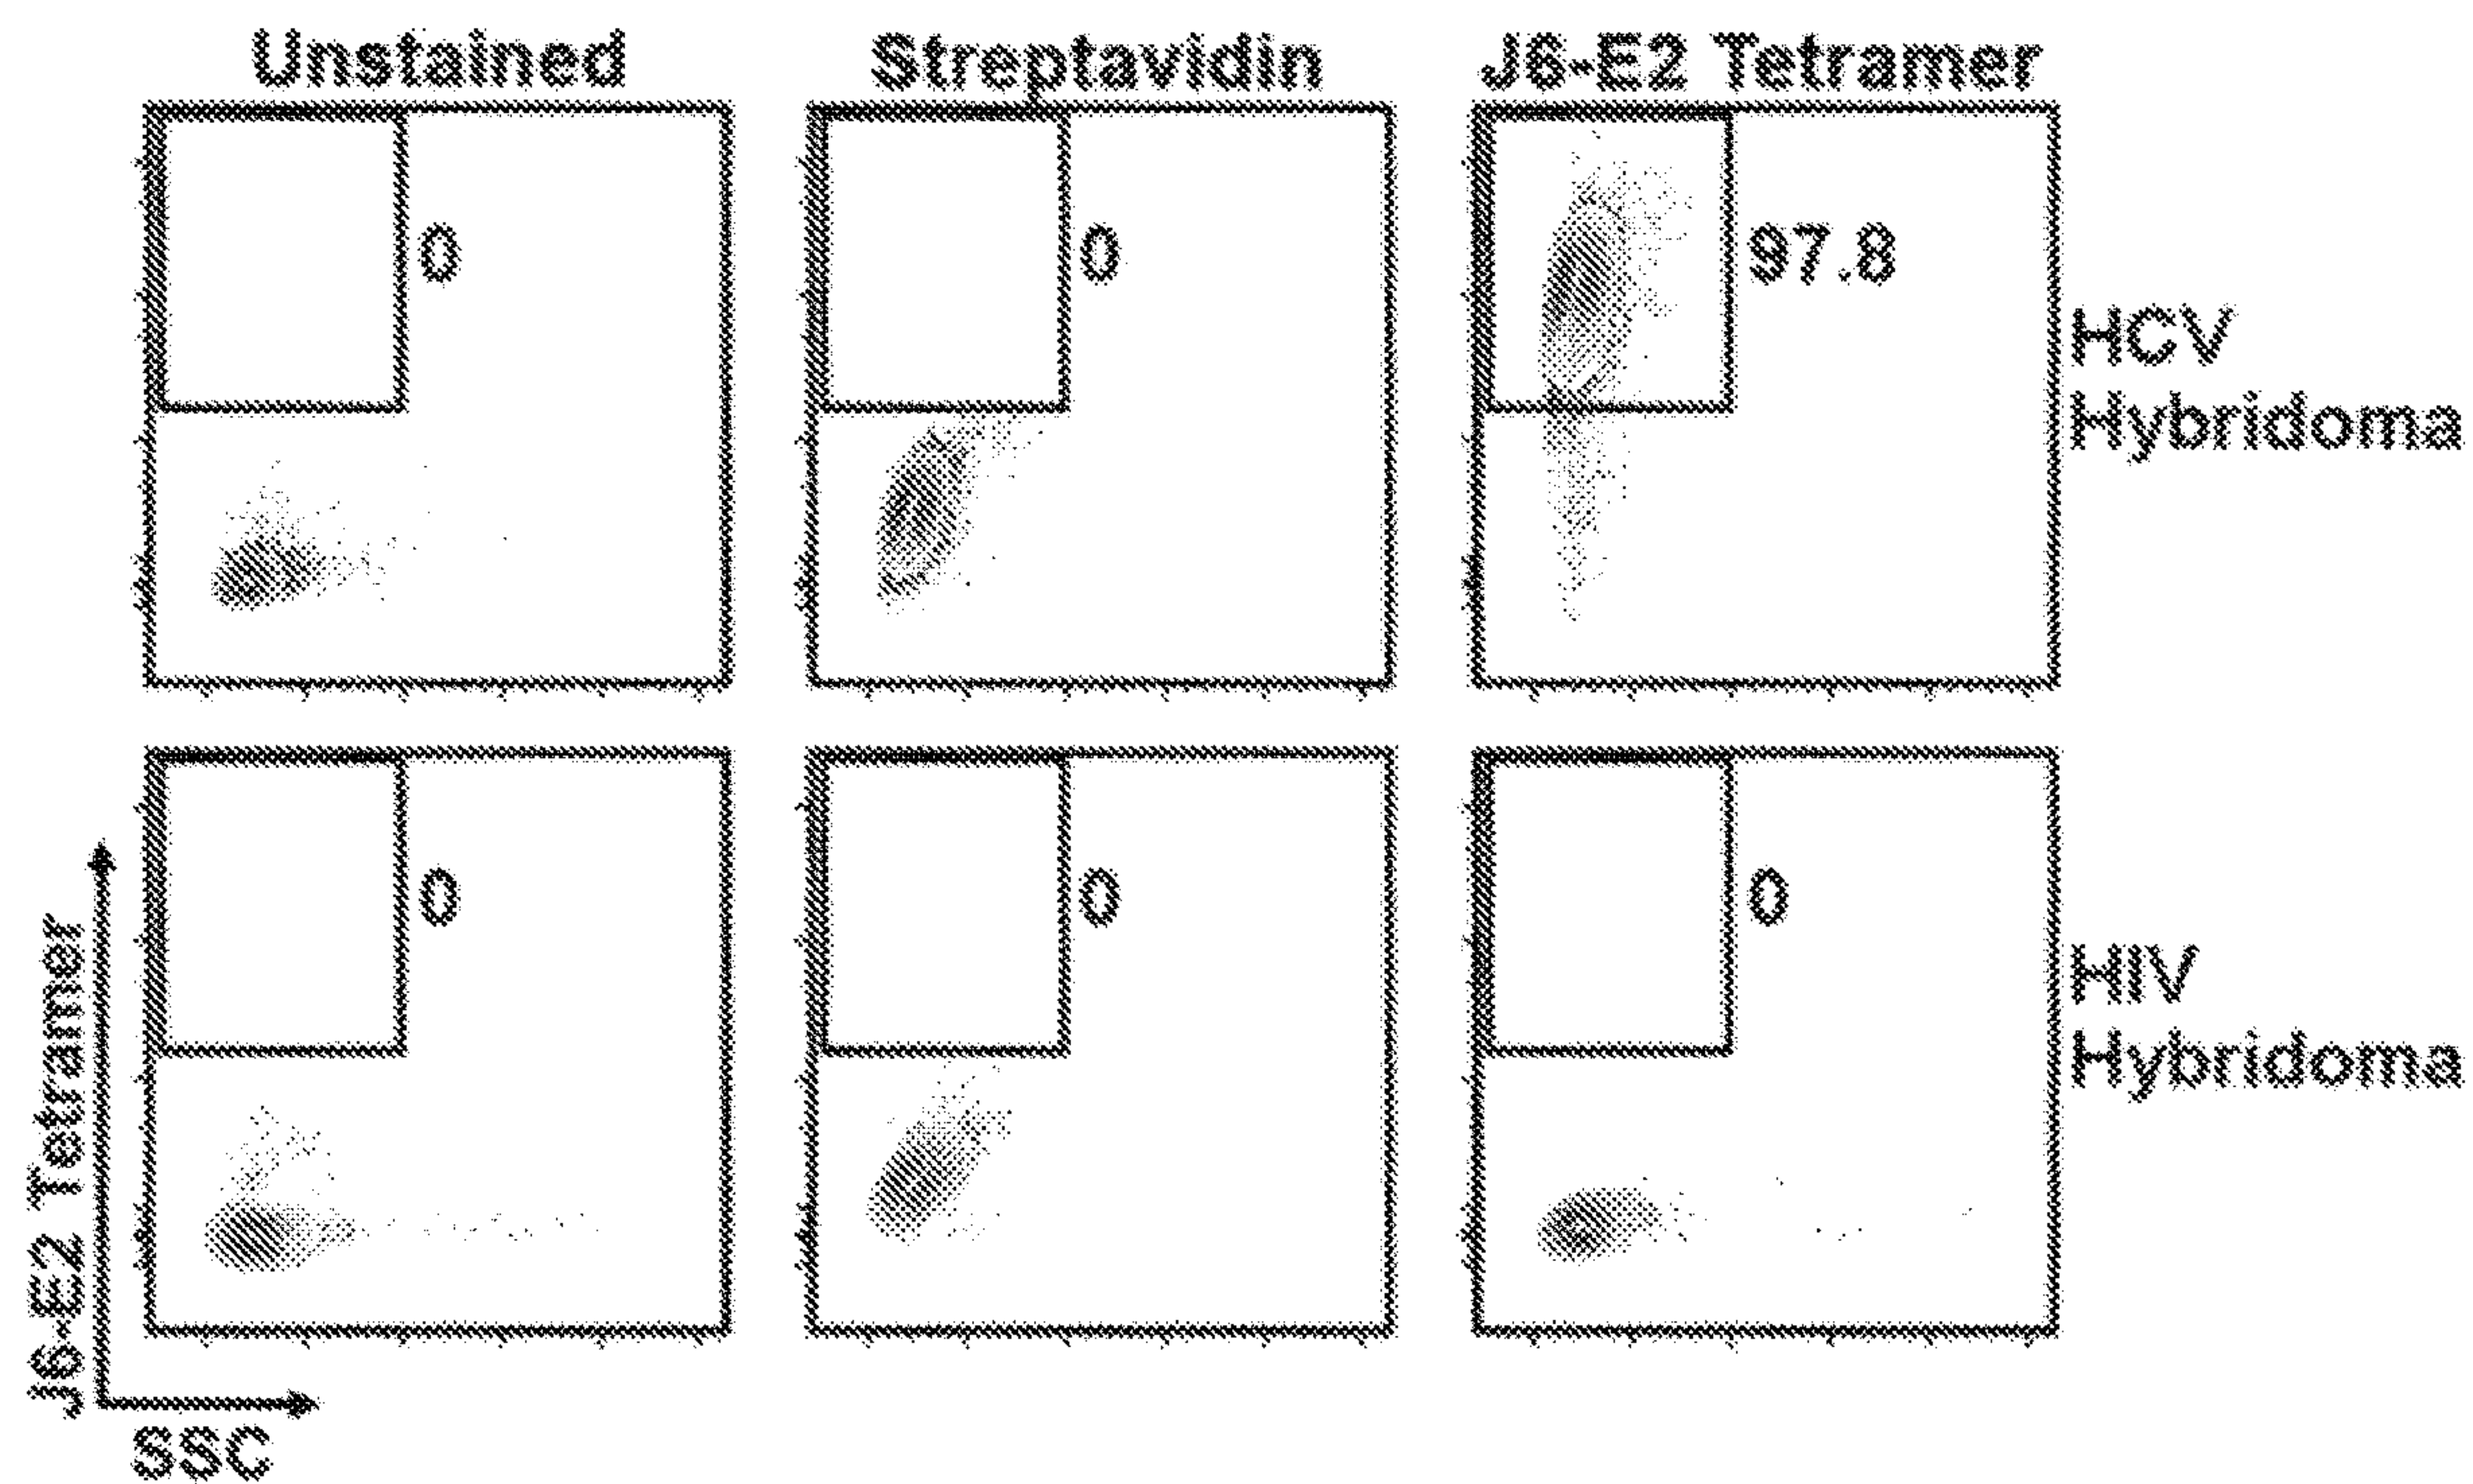 Unstained
Streptavidin
J6-E2 Tetramer
0
0
97.8
HCV
Hybridoma
0
0
0
HIV
Hybridoma
J6-E2 Tetramer
SSC